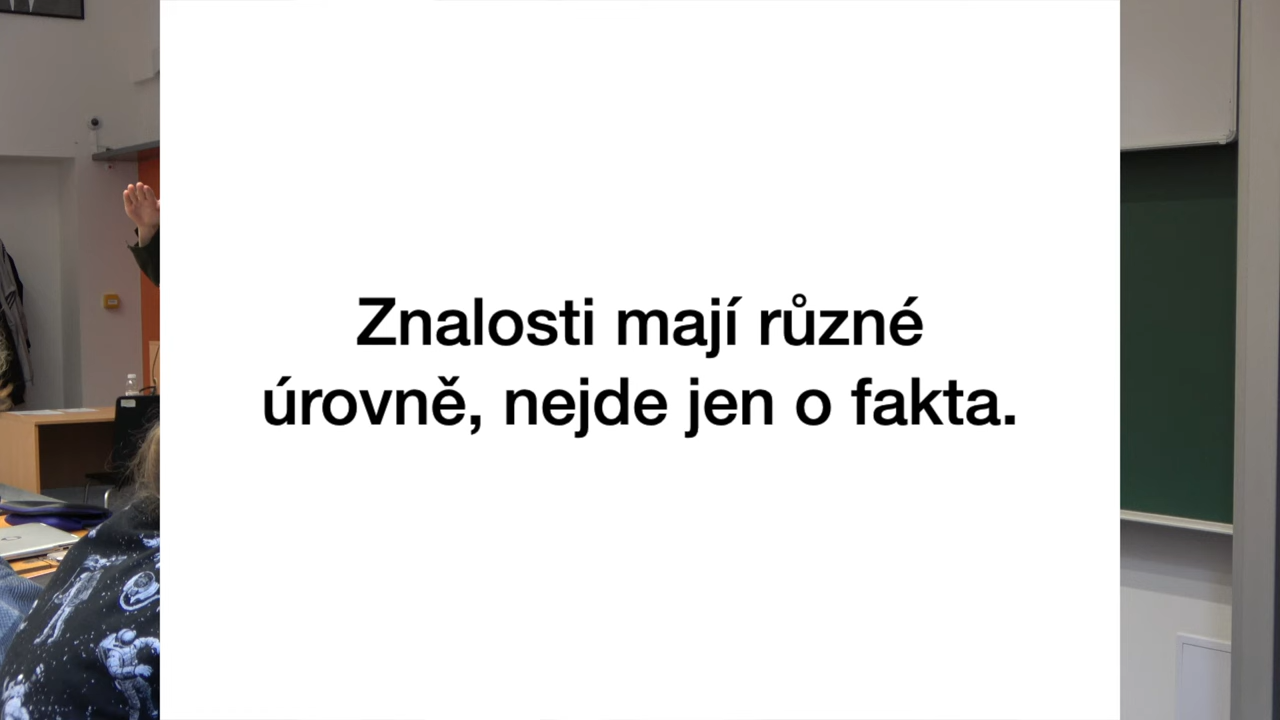 Znalosti mají různé
úrovně, nejde jen o fakta.